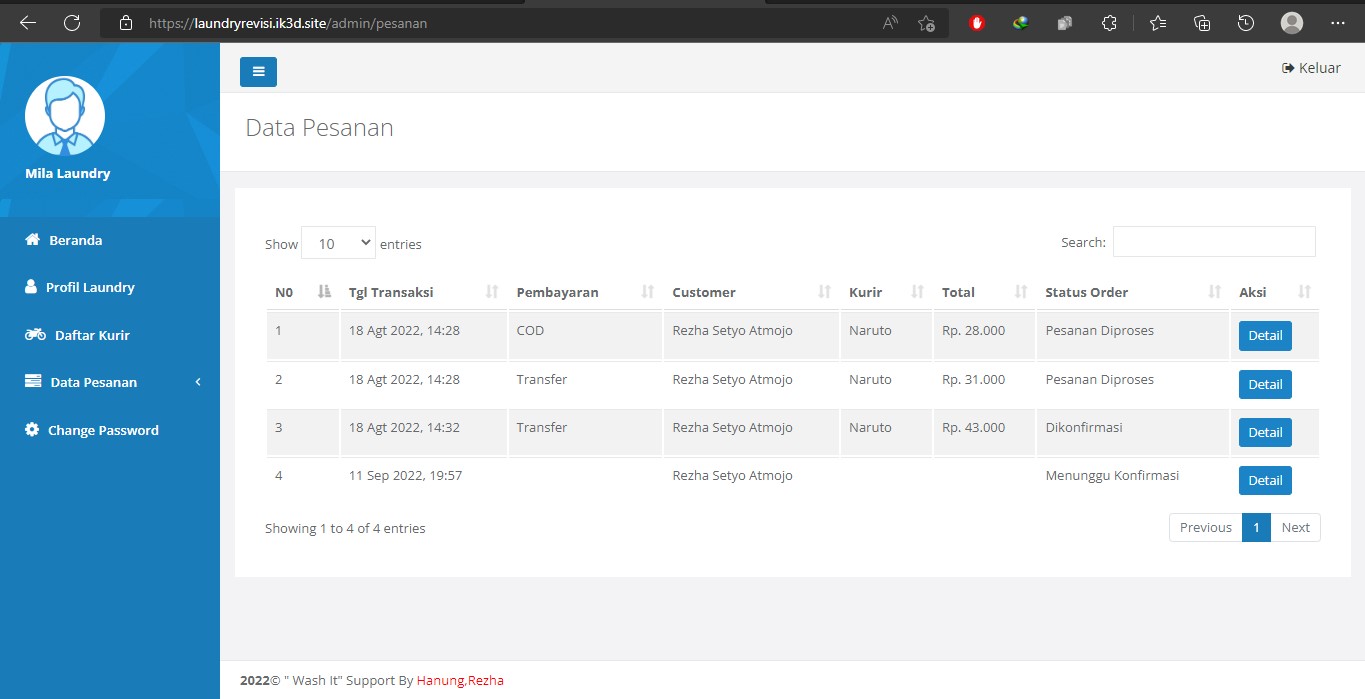 https://laundryrevisi.ik3d.site/admin/pesanan
Keluar
Mila Laundry
Beranda
Profil Laundry
Daftar Kurir
Data Pesanan
Change Password
Data Pesanan
Show 10 entries
Search:
N0 Tgl Transaksi Pembayaran Customer Kurir Total Status Order Aksi
1 18 Agt 2022, 14:28 COD Rezha Setyo Atmojo Naruto Rp. 28.000 Pesanan Diproses Detail
2 18 Agt 2022, 14:28 Transfer Rezha Setyo Atmojo Naruto Rp. 31.000 Pesanan Diproses Detail
3 18 Agt 2022, 14:32 Transfer Rezha Setyo Atmojo Naruto Rp. 43.000 Dikonfirmasi Detail
4 11 Sep 2022, 19:57 Rezha Setyo Atmojo Menunggu Konfirmasi Detail
Showing 1 to 4 of 4 entries
Previous 1 Next
2022© " Wash It" Support By Hanung,Rezha